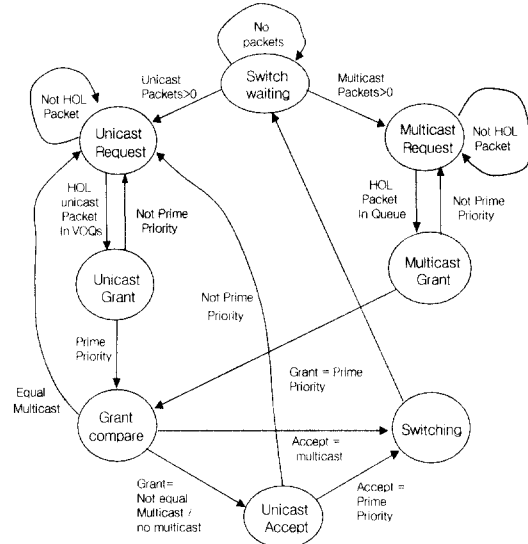 No
packets
Switch
waiting
Unicast
Packets>0
Multicast
Packets>0
Not HOL
Packet
Unicast
Request
Multicast
Request
Not HOL
Packet
HOL
unicast
Packet
In VOQs
Not Prime
Priority
HOL
Packet
In Queue
Not Prime
Priority
Unicast
Grant
Multicast
Grant
Not Prime
Priority
Prime
Priority
Grant = Prime
Priority
Equal
Multicast
Grant
compare
Accept =
multicast
Switching
Grant=
Not equal
Multicast /
no multicast
Unicast
Accept
Accept =
Prime
Priority